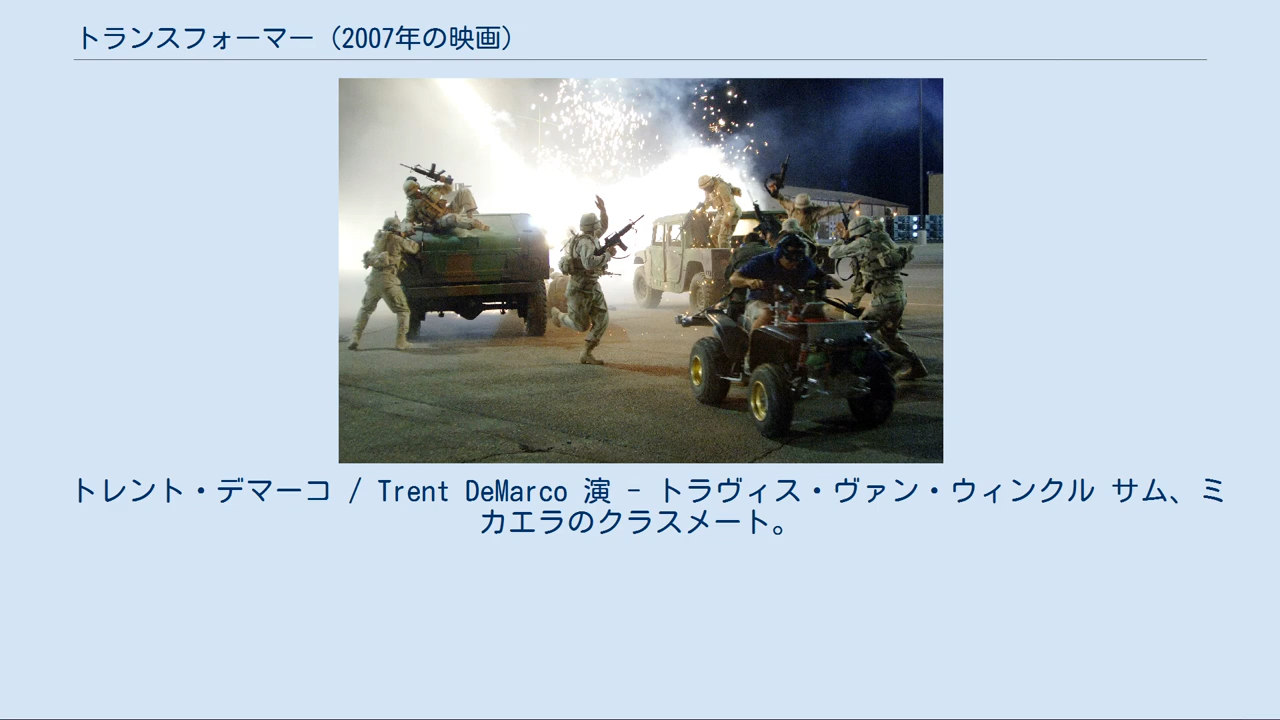 トランスフォーマー（2007年の映画）
トレント・デマーコ / Trent DeMarco 演 - トラヴィス・ヴァン・ウィンクル サム、ミ
カエラのクラスメート。